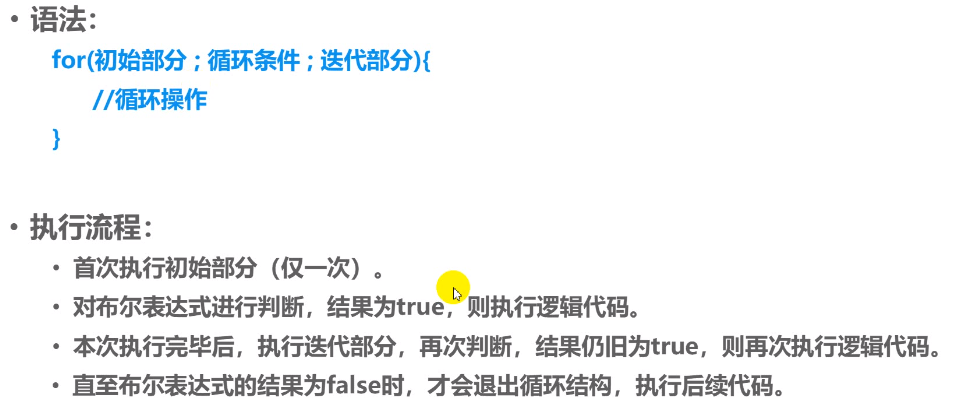 • 语法：
for(初始部分 ; 循环条件 ; 迭代部分){
//循环操作
}
• 执行流程：
• 首次执行初始部分（仅一次）。
• 对布尔表达式进行判断，结果为true，则执行逻辑代码。
• 本次执行完毕后，执行迭代部分，再次判断，结果仍旧为true，则再次执行逻辑代码。
• 直至布尔表达式的结果为false时，才会退出循环结构，执行后续代码。